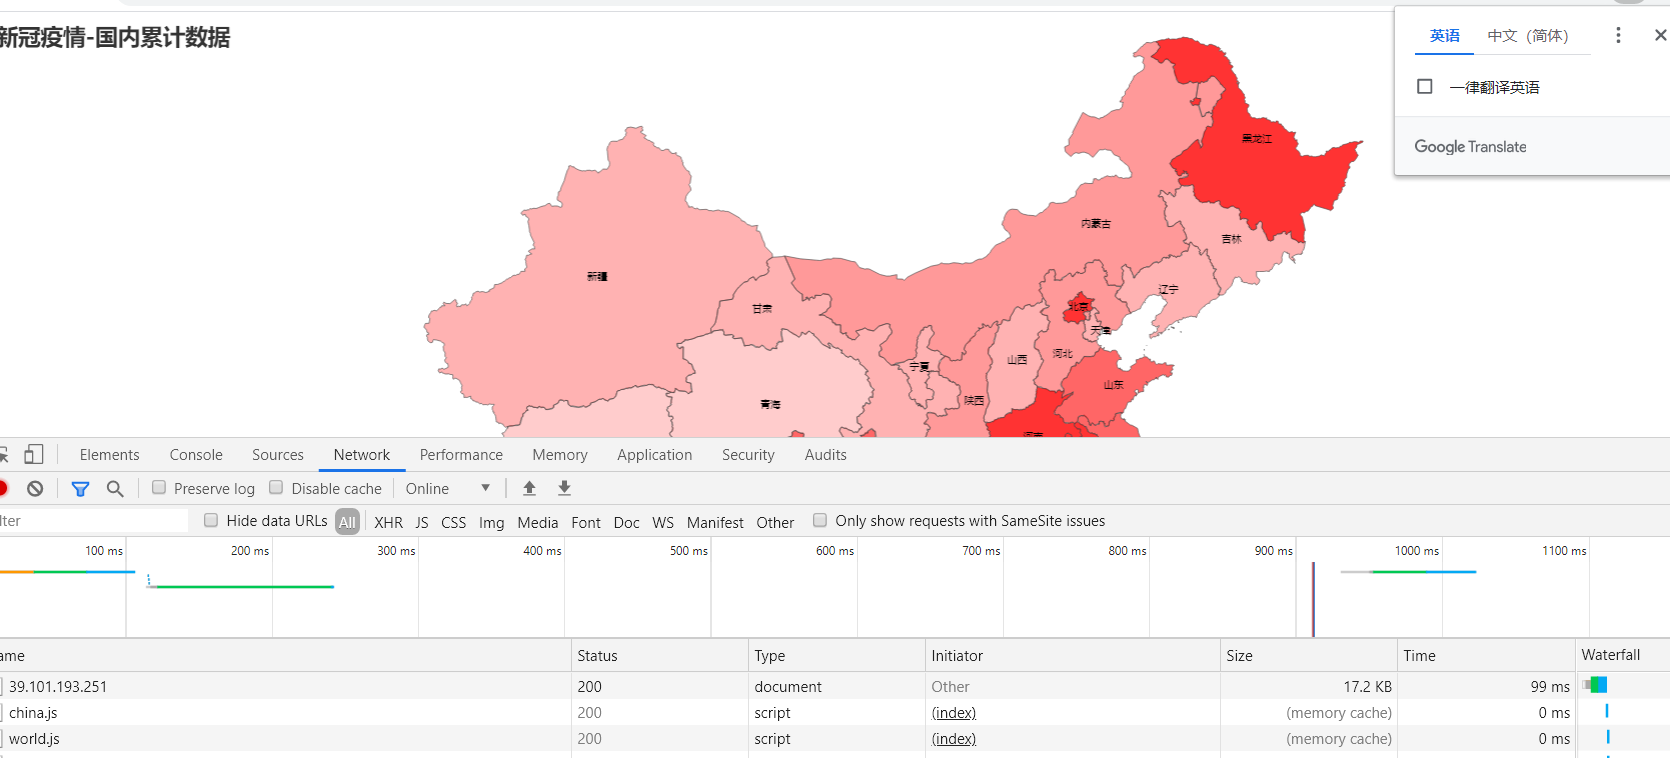 新冠疫情-国内累计数据
英语 中文（简体）
一律翻译英语
Google Translate
黑龙江
内蒙古
吉林
新疆
辽宁
甘肃
北京
天津
河北
山西
宁夏
山东
陕西
青海
Elements Console Sources Network Performance Memory Application Security Audits
Preserve log Disable cache Online
Hide data URLs All XHR JS CSS Img Media Font Doc WS Manifest Other Only show requests with SameSite issues
100 ms 200 ms 300 ms 400 ms 500 ms 600 ms 700 ms 800 ms 900 ms 1000 ms 1100 ms
Status Type Initiator Size Time Waterfall
39.101.193.251 200 document Other 17.2 KB 99 ms
china.js 200 script (index) (memory cache) 0 ms
world.js 200 script (index) (memory cache) 0 ms